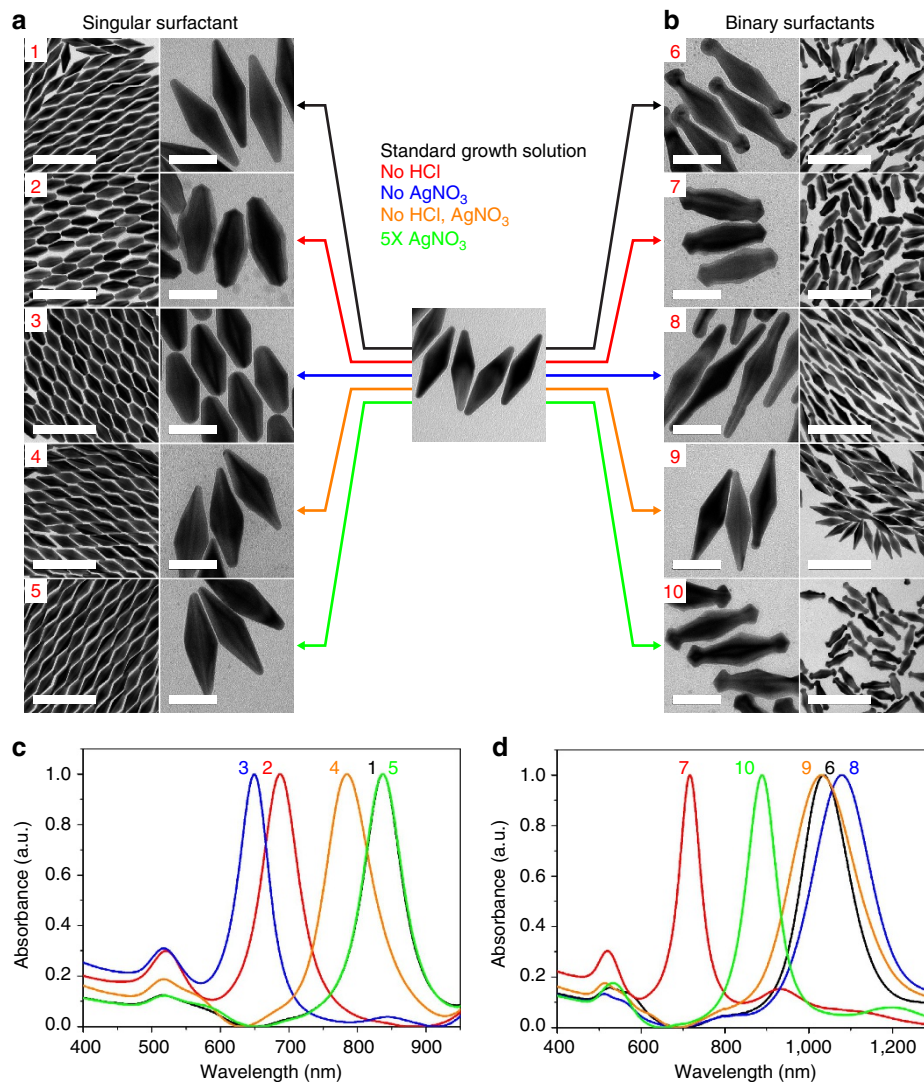 a Singular surfactant
b Binary surfactants
1
2
3
4
5
Standard growth solution
No HCl
No AgNO₃
No HCl, AgNO₃
5X AgNO₃
6
7
8
9
10
c
3 2 4 1 5
1.0
0.8
0.6
0.4
0.2
0.0
Absorbance (a.u.)
400 500 600 700 800 900
Wavelength (nm)
d
7 10 9 6 8
1.0
0.8
0.6
0.4
0.2
0.0
Absorbance (a.u.)
400 600 800 1,000 1,200
Wavelength (nm)